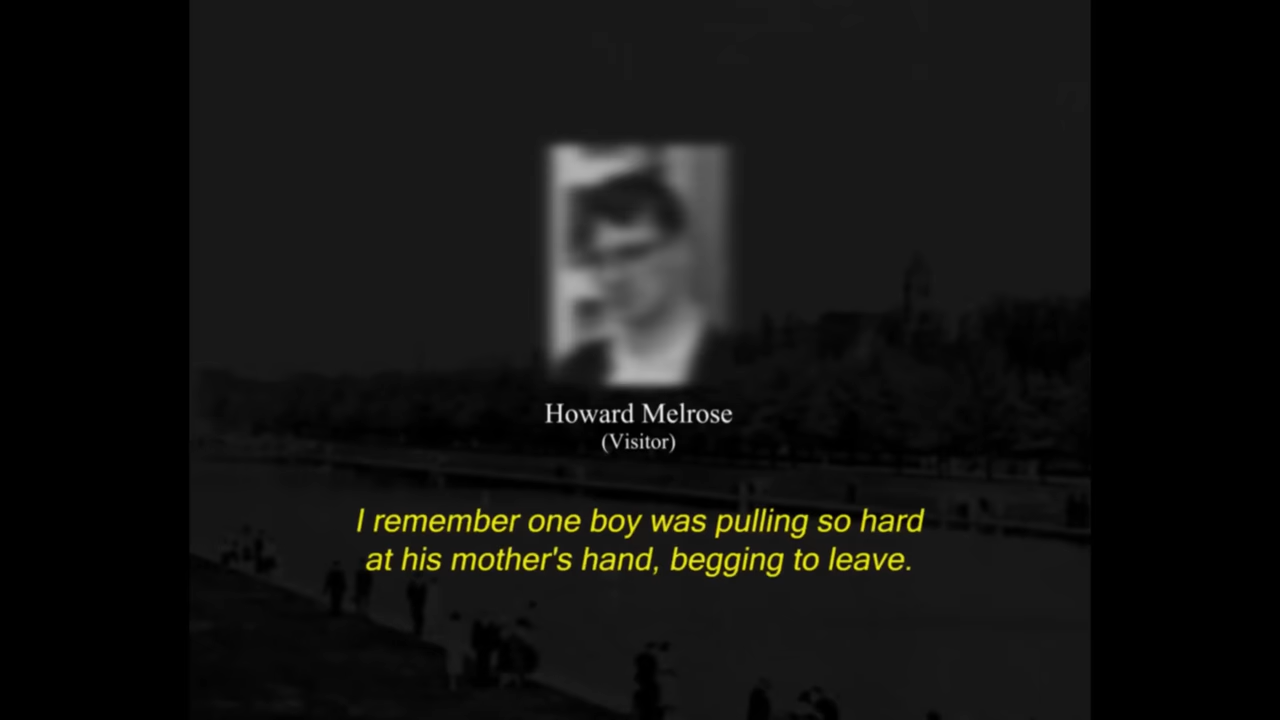 Howard Melrose
(Visitor)
I remember one boy was pulling so hard
at his mother's hand, begging to leave.